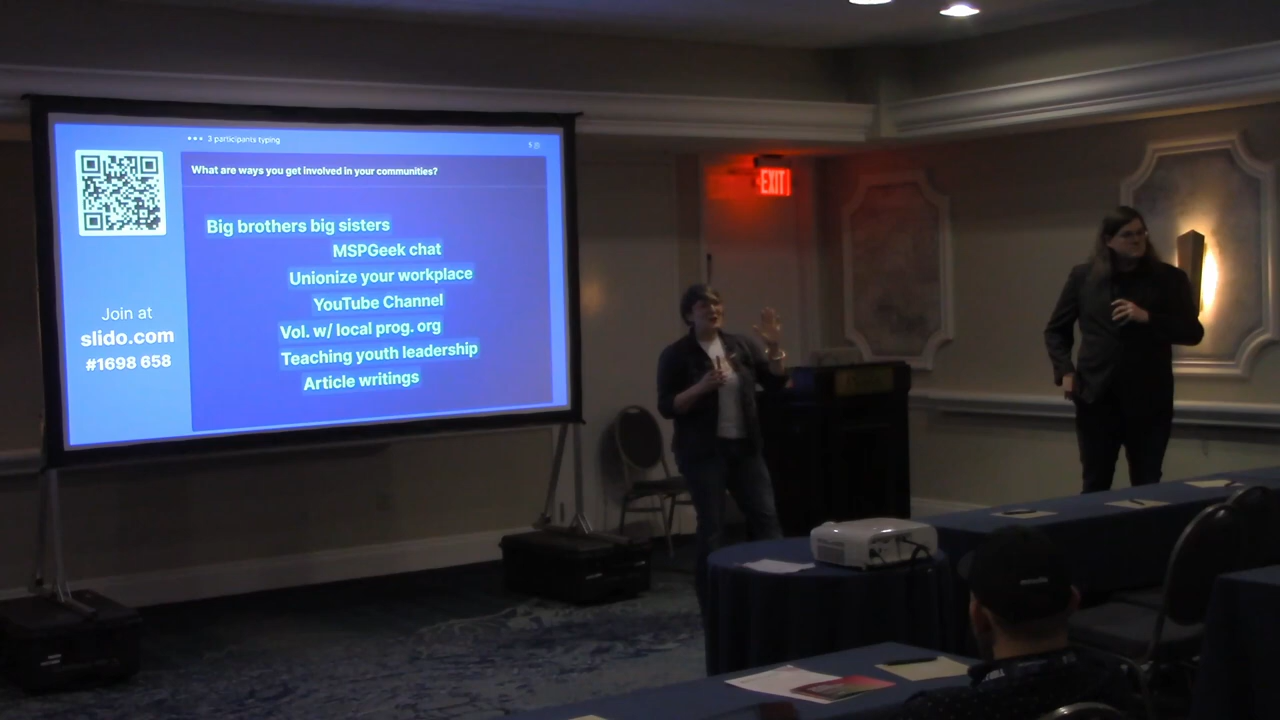 3 participants typing
5
What are ways you get involved in your communities?
Big brothers big sisters
MSPGeek chat
Unionize your workplace
YouTube Channel
Vol. w/ local prog. org
Teaching youth leadership
Article writings
Join at
slido.com
#1698 658
EXIT